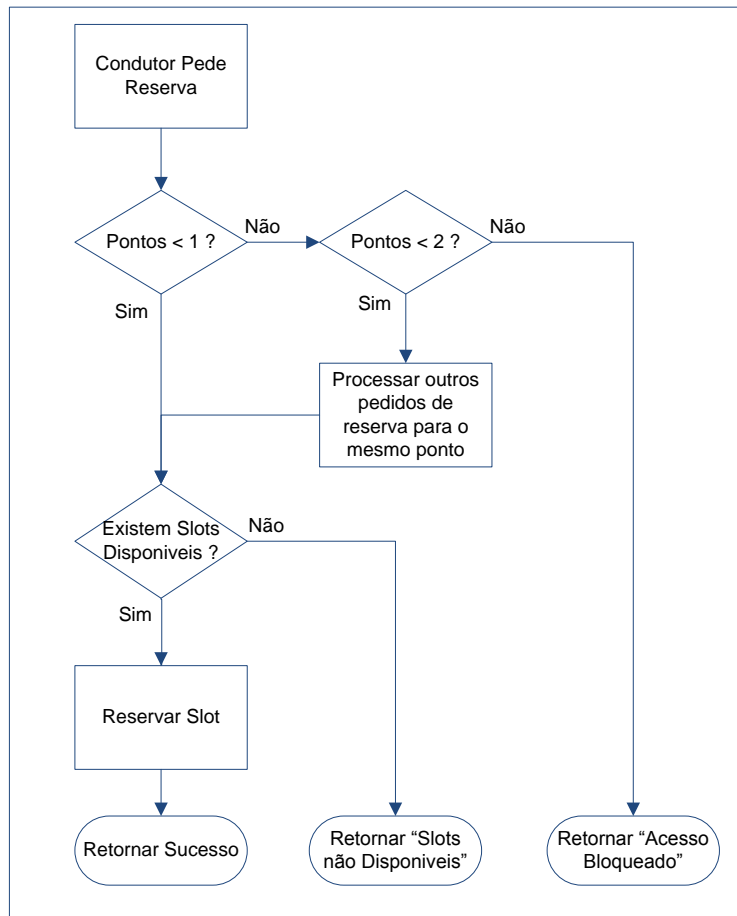 Condutor Pede
Reserva
Pontos < 1 ?
Não
Pontos < 2 ?
Não
Sim
Sim
Processar outros
pedidos de
reserva para o
mesmo ponto
Existem Slots
Disponiveis ?
Não
Sim
Reservar Slot
Retornar Sucesso
Retornar “Slots
não Disponiveis”
Retornar “Acesso
Bloqueado”